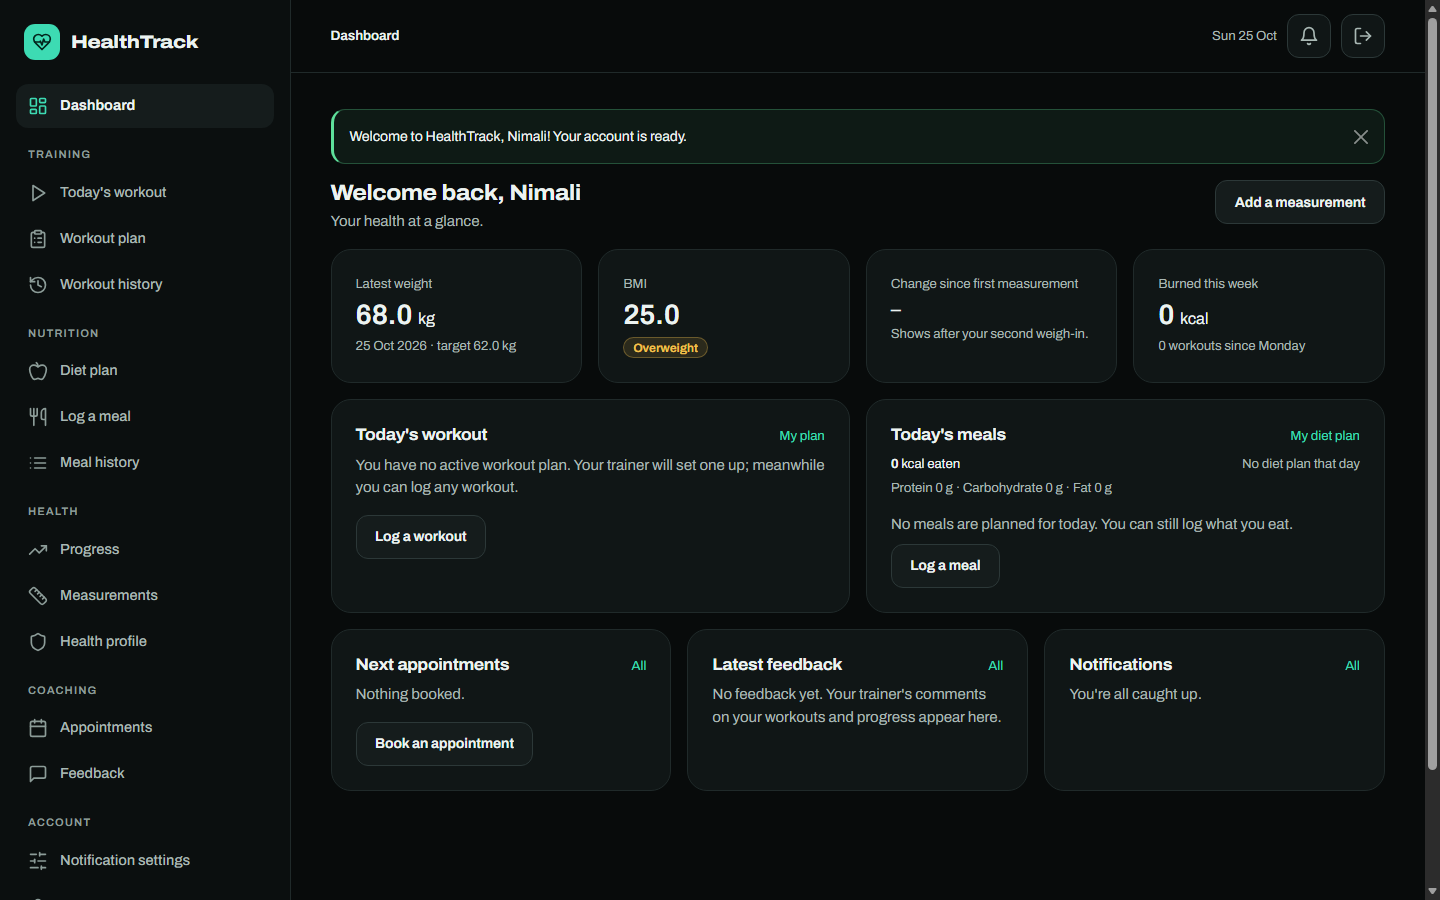 HealthTrack
Dashboard
TRAINING
Today's workout
Workout plan
Workout history
NUTRITION
Diet plan
Log a meal
Meal history
HEALTH
Progress
Measurements
Health profile
COACHING
Appointments
Feedback
ACCOUNT
Notification settings
Dashboard
Sun 25 Oct
Welcome to HealthTrack, Nimali! Your account is ready.
Welcome back, Nimali
Your health at a glance.
Add a measurement
Latest weight
68.0 kg
25 Oct 2026 · target 62.0 kg
BMI
25.0
Overweight
Change since first measurement
–
Shows after your second weigh-in.
Burned this week
0 kcal
0 workouts since Monday
Today's workout
My plan
You have no active workout plan. Your trainer will set one up; meanwhile
you can log any workout.
Log a workout
Today's meals
My diet plan
0 kcal eaten
No diet plan that day
Protein 0 g · Carbohydrate 0 g · Fat 0 g
No meals are planned for today. You can still log what you eat.
Log a meal
Next appointments
All
Nothing booked.
Book an appointment
Latest feedback
All
No feedback yet. Your trainer's comments
on your workouts and progress appear here.
Notifications
All
You're all caught up.